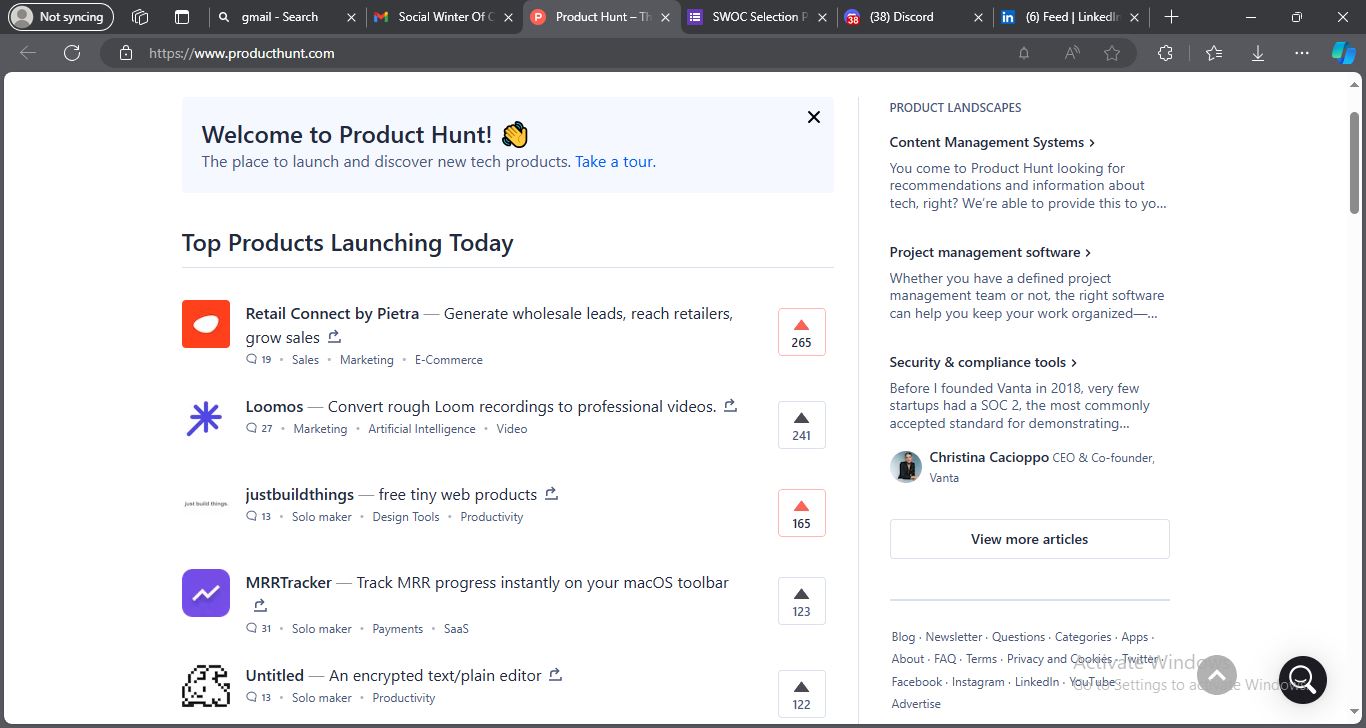 Not syncing
gmail - Search
Social Winter Of C
Product Hunt – Th
SWOC Selection P
38
(38) Discord
(6) Feed | LinkedIn
https://www.producthunt.com
Welcome to Product Hunt! 👋
The place to launch and discover new tech products. Take a tour.
Top Products Launching Today
Retail Connect by Pietra — Generate wholesale leads, reach retailers,
grow sales
19 • Sales • Marketing • E-Commerce
265
Loomos — Convert rough Loom recordings to professional videos.
27 • Marketing • Artificial Intelligence • Video
241
just build things.
justbuildthings — free tiny web products
13 • Solo maker • Design Tools • Productivity
165
MRRTracker — Track MRR progress instantly on your macOS toolbar
31 • Solo maker • Payments • SaaS
123
Untitled — An encrypted text/plain editor
13 • Solo maker • Productivity
122
PRODUCT LANDSCAPES
Content Management Systems >
You come to Product Hunt looking for
recommendations and information about
tech, right? We're able to provide this to yo...
Project management software >
Whether you have a defined project
management team or not, the right software
can help you keep your work organized—...
Security & compliance tools >
Before I founded Vanta in 2018, very few
startups had a SOC 2, the most commonly
accepted standard for demonstrating...
Christina Cacioppo CEO & Co-founder,
Vanta
View more articles
Blog · Newsletter · Questions · Categories · Apps ·
About · FAQ · Terms · Privacy and Cookies · Twitter
Facebook · Instagram · LinkedIn · YouTube
Advertise
Activate Windows
Go to Settings to activate Windows.